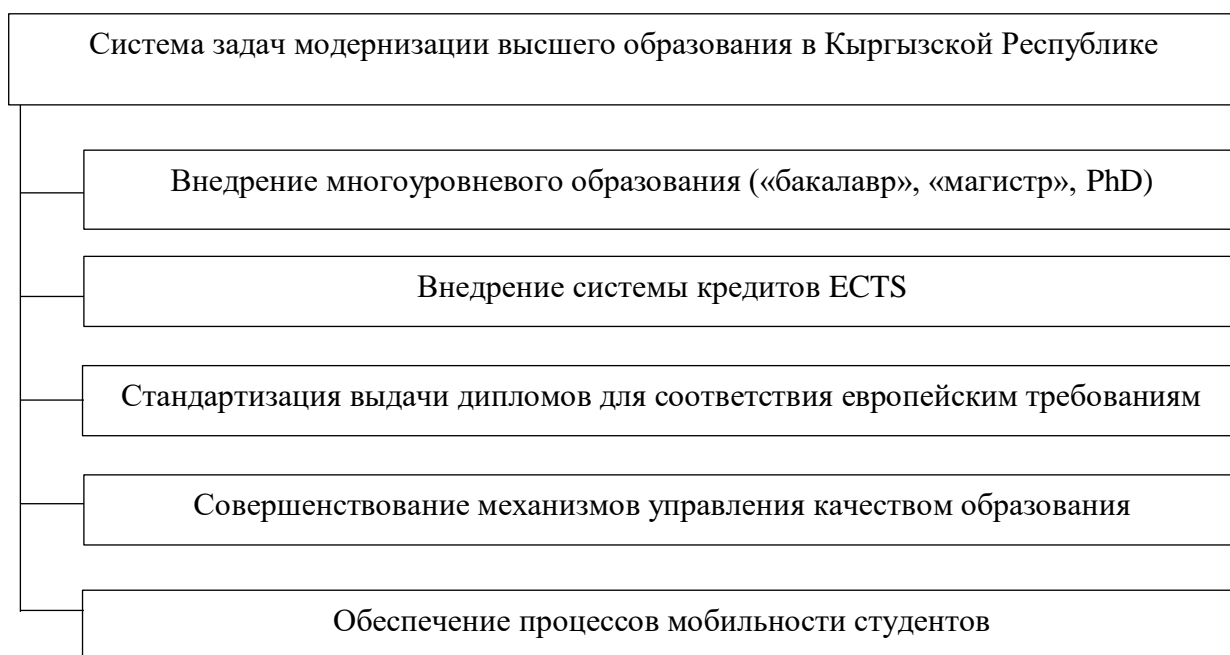 Система задач модернизации высшего образования в Кыргызской Республике
Внедрение многоуровневого образования («бакалавр», «магистр», PhD)
Внедрение системы кредитов ECTS
Стандартизация выдачи дипломов для соответствия европейским требованиям
Совершенствование механизмов управления качеством образования
Обеспечение процессов мобильности студентов